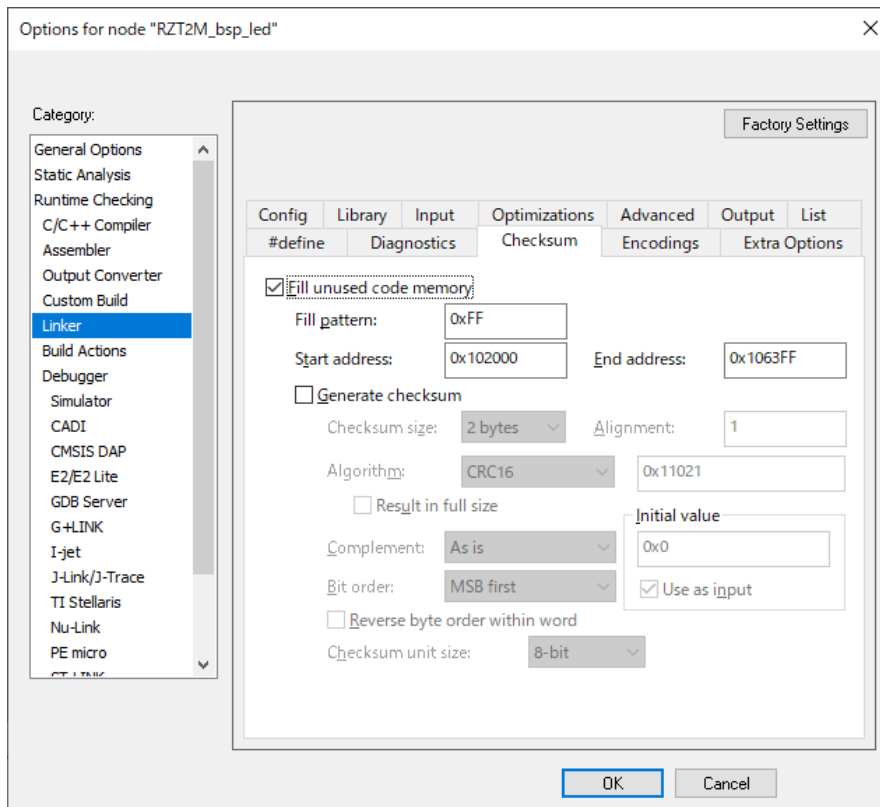 Options for node "RZT2M_bsp_led"
Category:
General Options
Static Analysis
Runtime Checking
C/C++ Compiler
Assembler
Output Converter
Custom Build
Linker
Build Actions
Debugger
Simulator
CADI
CMSIS DAP
E2/E2 Lite
GDB Server
G+LINK
I-jet
J-Link/J-Trace
TI Stellaris
Nu-Link
PE micro
ST-LINK
Factory Settings
Config Library Input Optimizations Advanced Output List
#define Diagnostics Checksum Encodings Extra Options
Fill unused code memory
Fill pattern: 0xFF
Start address: 0x102000 End address: 0x1063FF
Generate checksum
Checksum size: 2 bytes Alignment: 1
Algorithm: CRC16 0x11021
Result in full size
Initial value
Complement: As is 0x0
Bit order: MSB first Use as input
Reverse byte order within word
Checksum unit size: 8-bit
OK Cancel